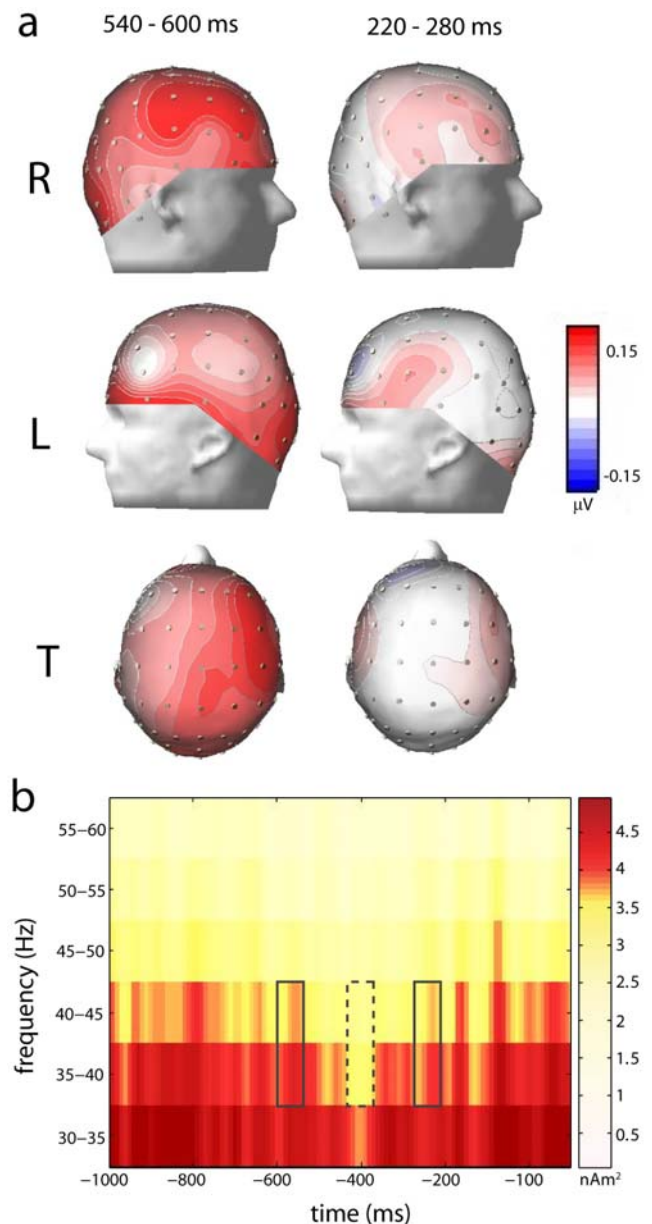 a
540 - 600 ms 220 - 280 ms
R
L
0.15
-0.15
μV
T
b
frequency (Hz)
55–60
50–55
45–50
40–45
35–40
30–35
−1000 −800 −600 −400 −200 −100
time (ms)
4.5
4
3.5
3
2.5
2
1.5
1
0.5
nAm²